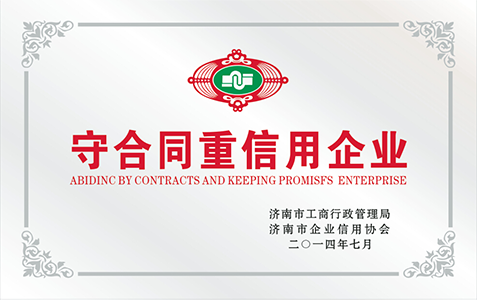 守合同重信用企业
ABIDINC BY CONTRACTS AND KEEPING PROMISFS ENTERPRISE
济南市工商行政管理局
济南市企业信用协会
二〇一四年七月